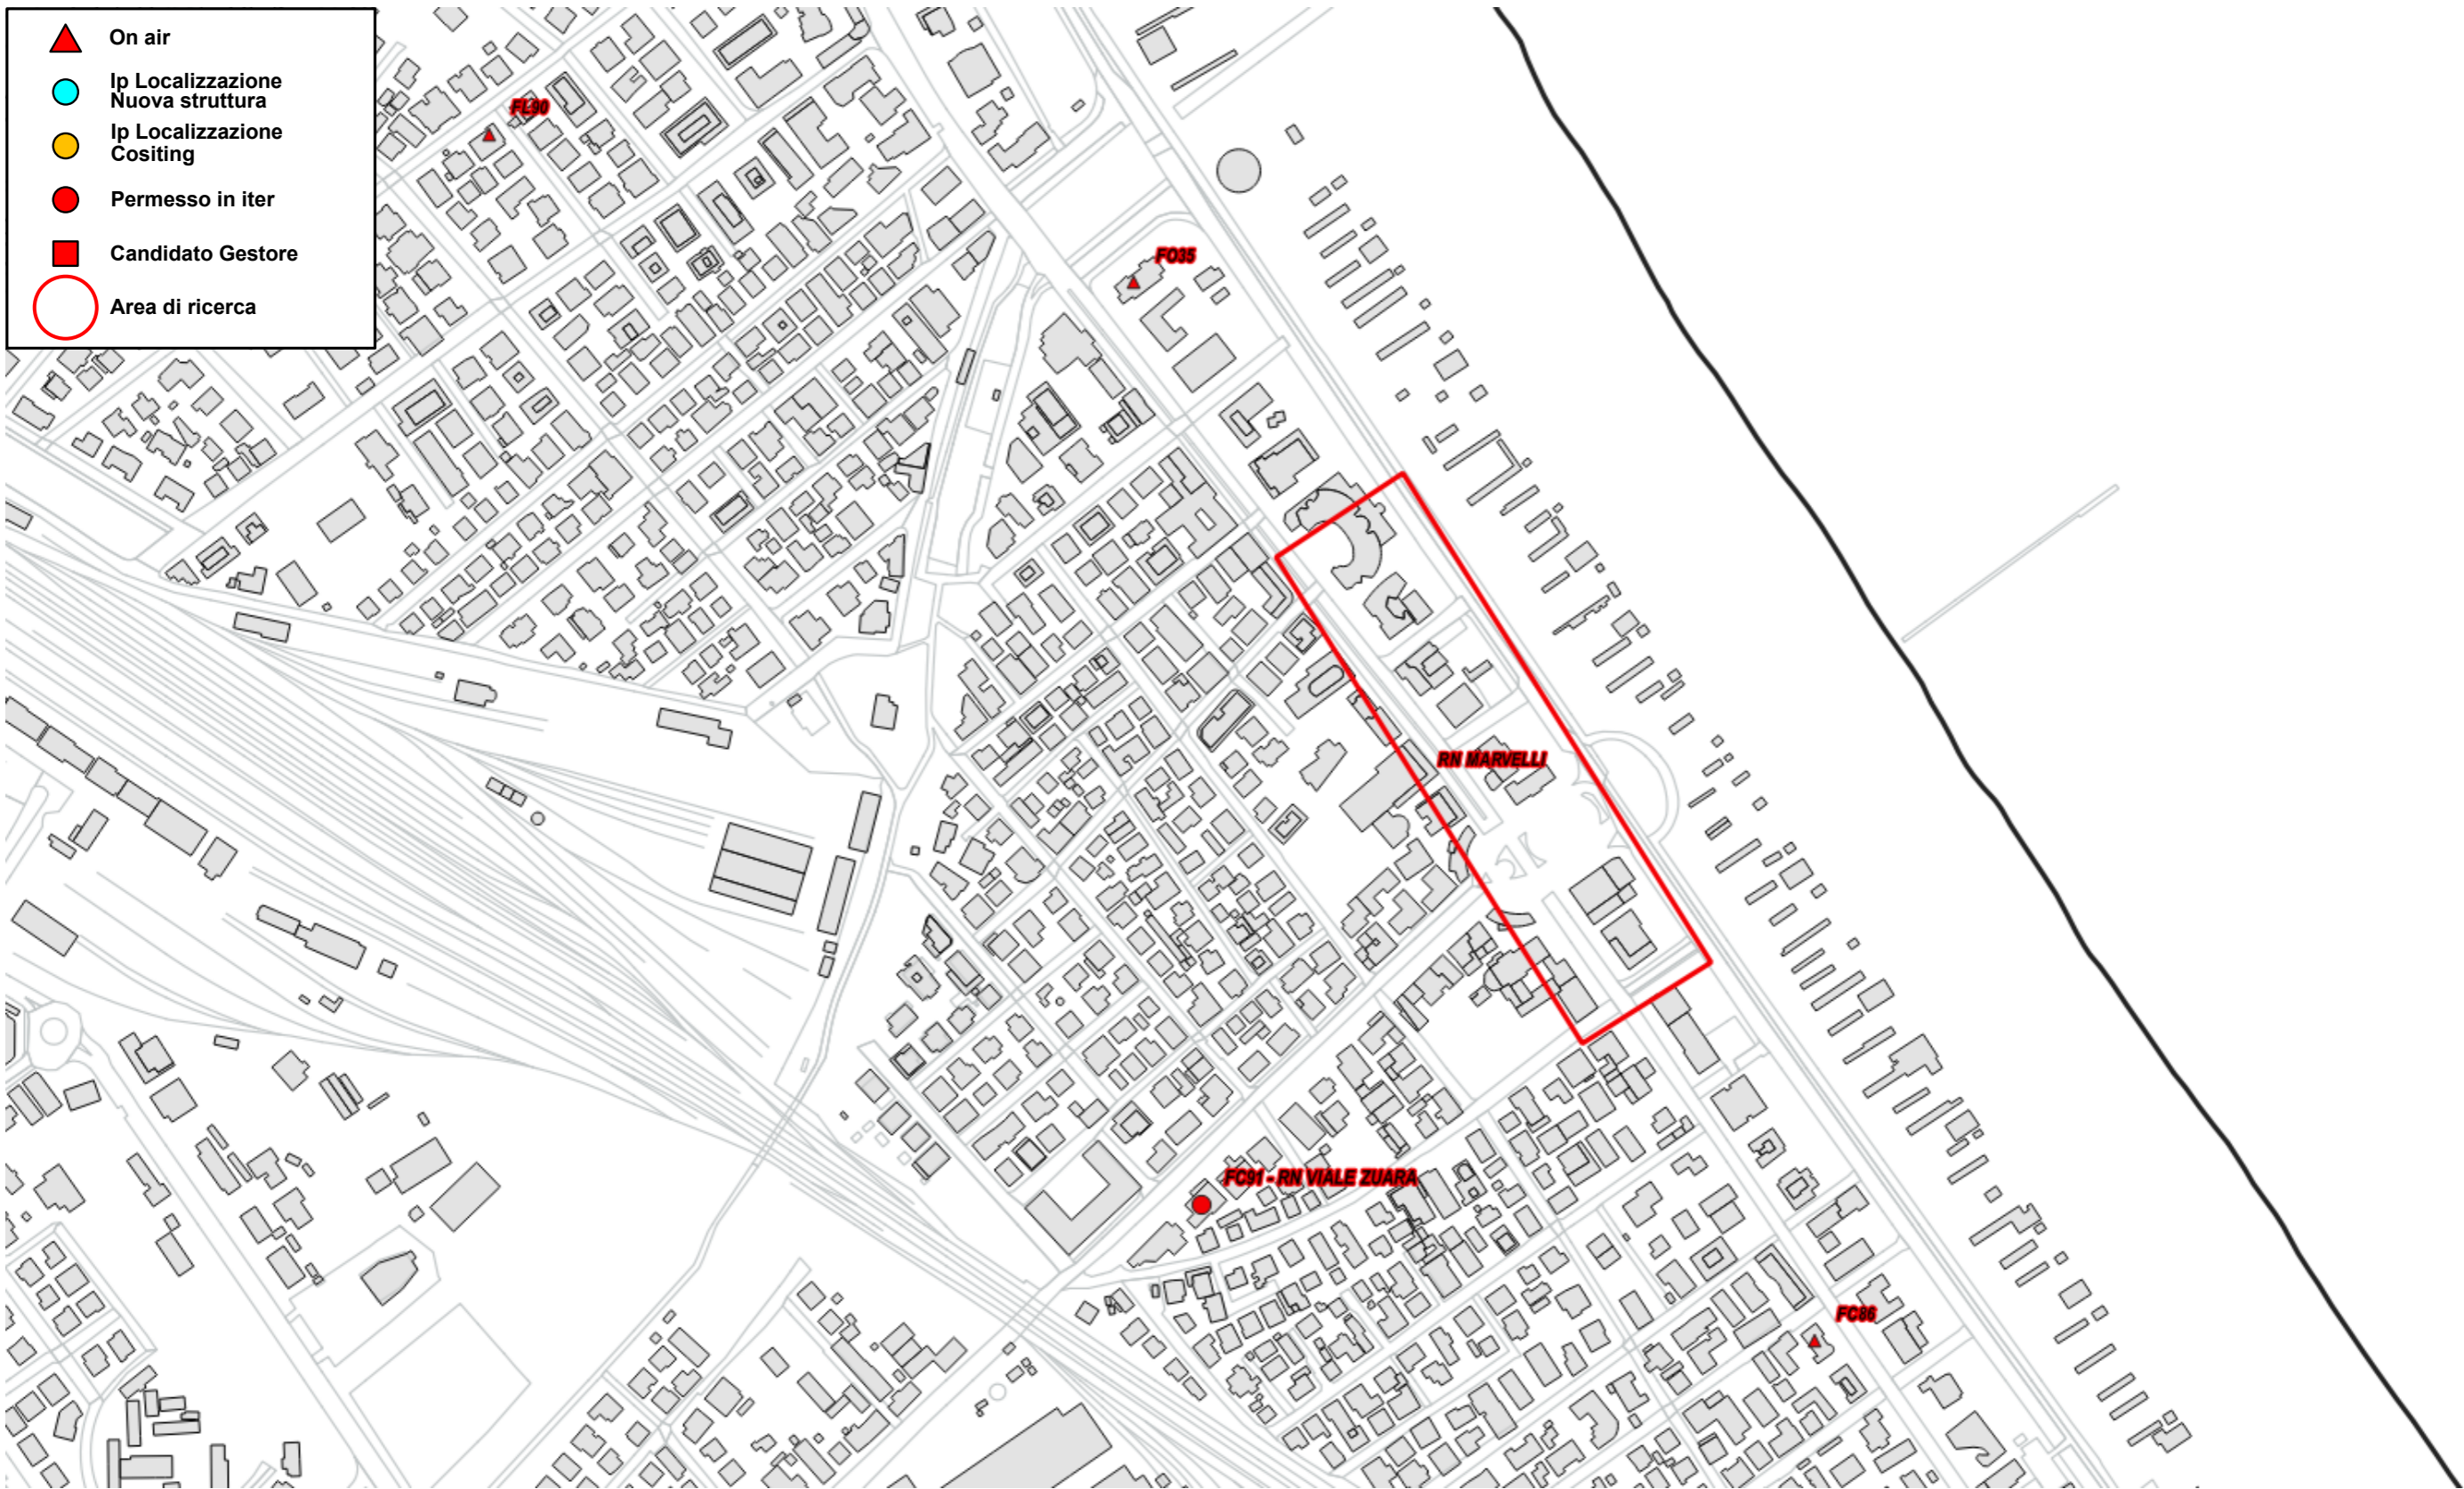 On air
Ip Localizzazione
Nuova struttura
Ip Localizzazione
Cositing
Permesso in iter
Candidato Gestore
Area di ricerca
FL90
FO35
RN MARVELLI
FC91 - RN VIALE ZUARA
FC86